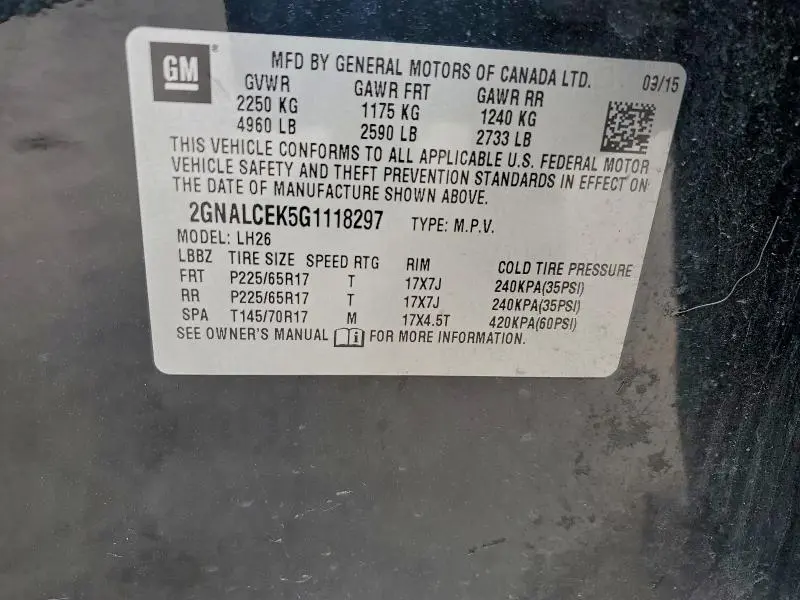 GM®
MFD BY GENERAL MOTORS OF CANADA LTD. 09/15
GVWR GAWR FRT GAWR RR
2250 KG 1175 KG 1240 KG
4960 LB 2590 LB 2733 LB
THIS VEHICLE CONFORMS TO ALL APPLICABLE U.S. FEDERAL MOTOR
VEHICLE SAFETY AND THEFT PREVENTION STANDARDS IN EFFECT ON
THE DATE OF MANUFACTURE SHOWN ABOVE.
2GNALCEK5G1118297 TYPE: M.P.V.
MODEL: LH26
LBBZ TIRE SIZE SPEED RTG RIM COLD TIRE PRESSURE
FRT P225/65R17 T 17X7J 240KPA(35PSI)
RR P225/65R17 T 17X7J 240KPA(35PSI)
SPA T145/70R17 M 17X4.5T 420KPA(60PSI)
SEE OWNER'S MANUAL FOR MORE INFORMATION.